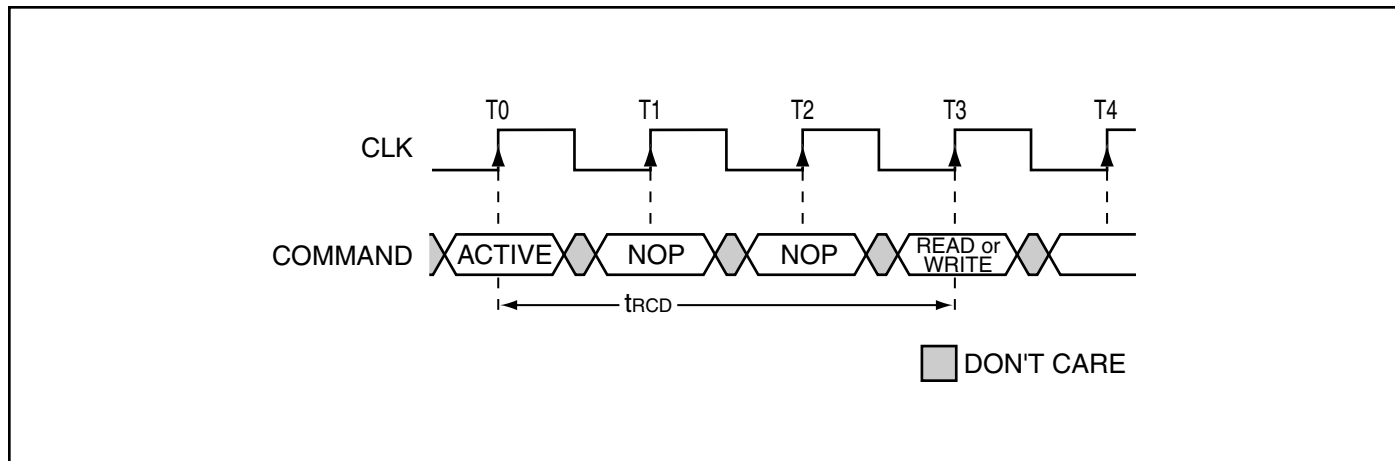 T0 T1 T2 T3 T4
CLK
COMMAND ACTIVE NOP NOP READ or
WRITE
tRCD
DON'T CARE